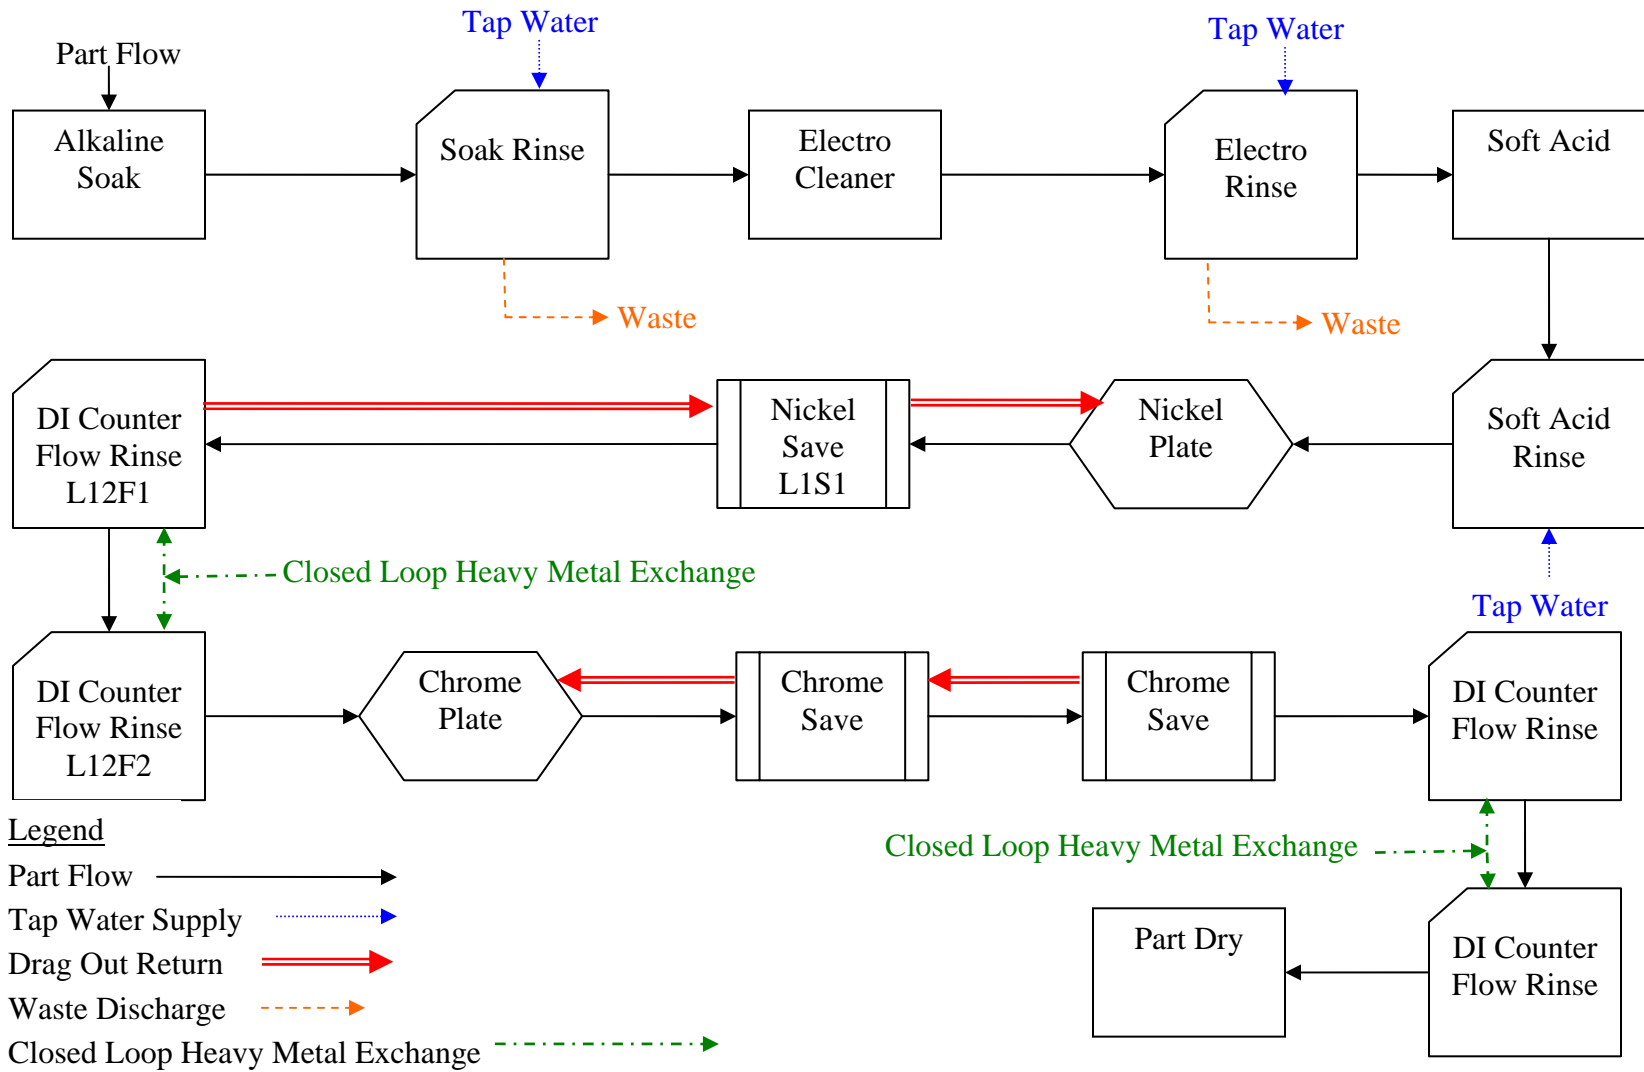 Tap Water
Tap Water
Part Flow
Alkaline
Soak
Soak Rinse
Electro
Cleaner
Electro
Rinse
Soft Acid
Waste
Waste
DI Counter
Flow Rinse
L12F1
Nickel
Save
L1S1
Nickel
Plate
Soft Acid
Rinse
Closed Loop Heavy Metal Exchange
Tap Water
DI Counter
Flow Rinse
L12F2
Chrome
Plate
Chrome
Save
Chrome
Save
DI Counter
Flow Rinse
Closed Loop Heavy Metal Exchange
Part Dry
DI Counter
Flow Rinse
Legend
Part Flow
Tap Water Supply
Drag Out Return
Waste Discharge
Closed Loop Heavy Metal Exchange